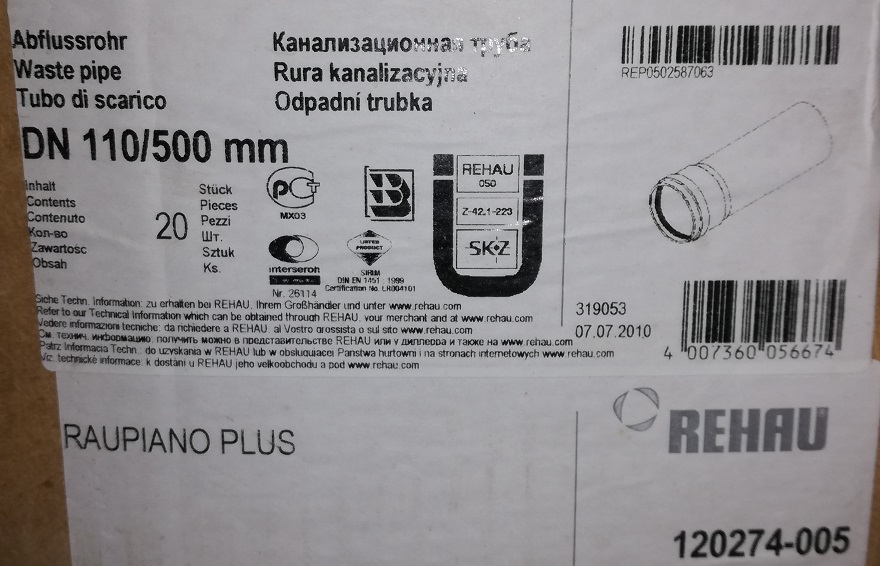 Abflussrohr
Waste pipe
Tubo di scarico
Канализационная труба
Rura kanalizacyjna
Odpadní trubka
REP0502587063
DN 110/500 mm
Inhalt
Contents
Contenuto
Кол-во
Zawartosc
Obsah
20
Stück
Pieces
Pezzi
Шт.
Sztuk
Ks.
РСТ
MX03
interseroh
Nr. 26114
LISTED
PRODUCT
SIRIM
DIN EN 1451 : 1999
Certification No. LR004101
REHAU
050
Z-42.1-223
SKZ
Siehe Techn. Information: zu erhalten bei REHAU, Ihrem Großhändler und unter www.rehau.com
Refer to our Technical Information which can be obtained through REHAU, your merchant and at www.rehau.com
Vedere informazioni tecniche: da richiedere a REHAU, al Vostro grossista o sul sito www.rehau.com
См. технич. информацию: получить можно в представительстве REHAU или у диллера и также на www.rehau.com
Patrz Informacja Techn.: do uzyskania w REHAU lub w obslugujacej Panstwa hurtowni i na stronach internetowych www.rehau.com
Viz. technické informace: k dostání u REHAU jeho velkoobchodu a pod www.rehau.com
319053
07.07.2010
4 007360 056674
RAUPIANO PLUS
REHAU
120274-005